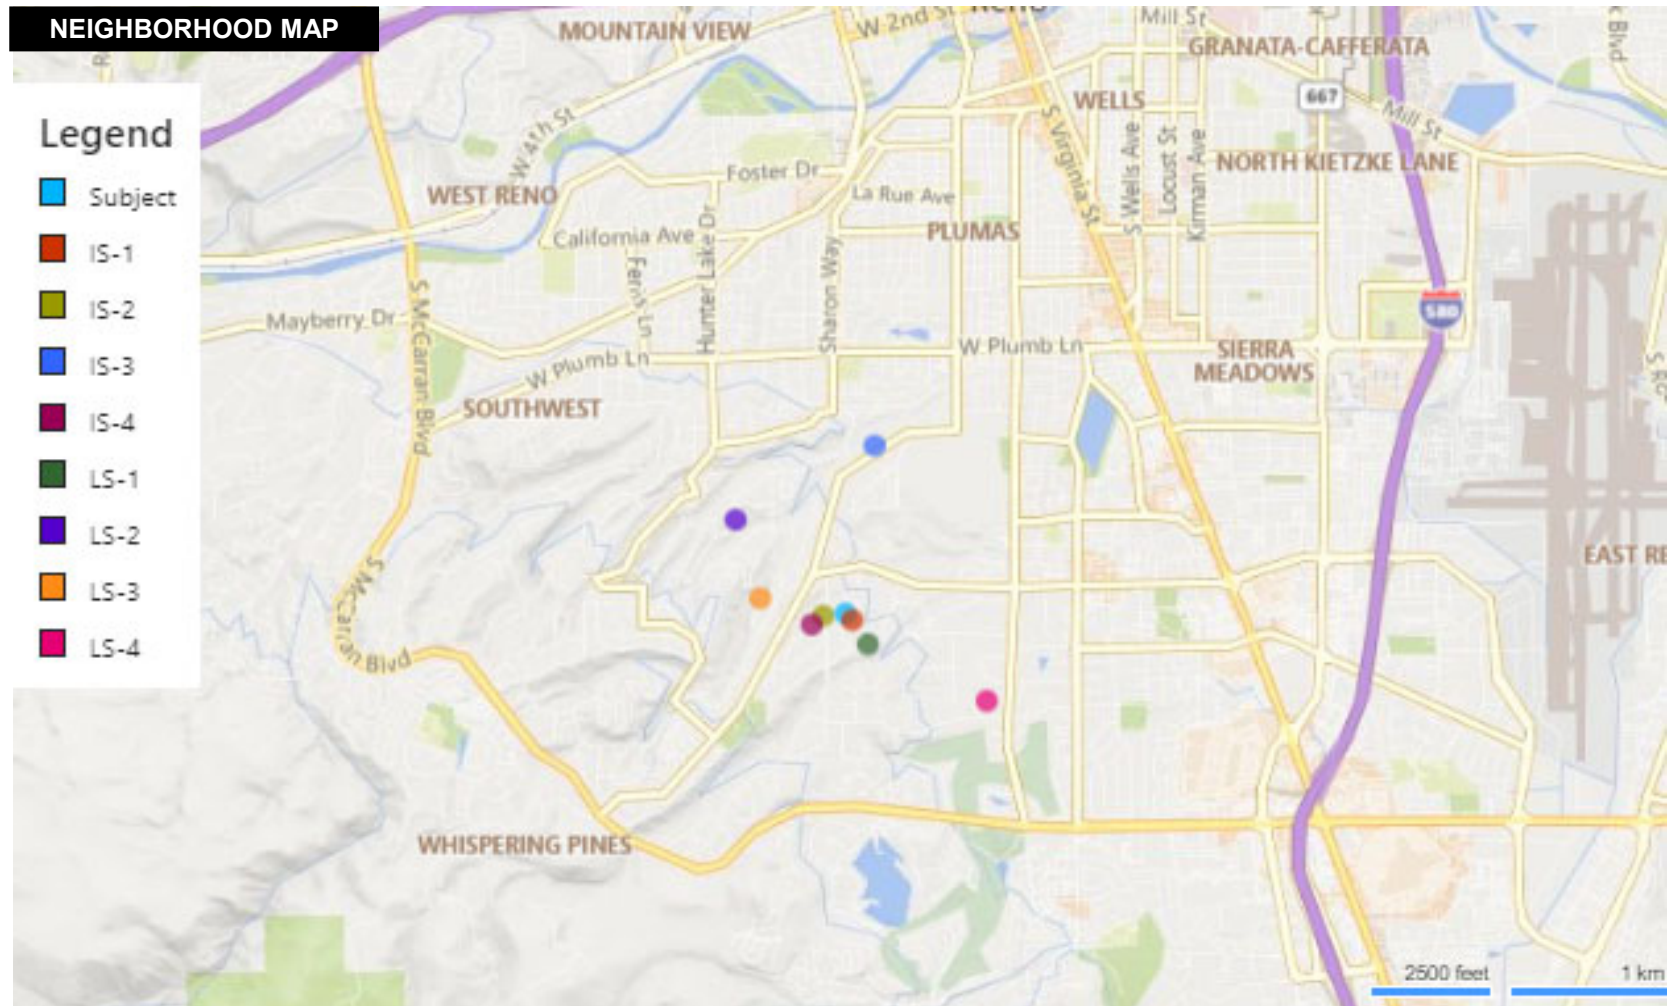 NEIGHBORHOOD MAP
MOUNTAIN VIEW
W 2nd St
Mill St
GRANATA-CAFFERATA
Legend
Subject
IS-1
IS-2
IS-3
IS-4
LS-1
LS-2
LS-3
LS-4
667
WELLS
Mill St
W 4th St
S Virginia St
S Wells Ave
Locust St
Kirman Ave
NORTH KIETZKE LANE
Foster Dr
WEST RENO
La Rue Ave
PLUMAS
California Ave
Hunter Lake Dr
Sharon Way
Ferris Ln
S McCarran Blvd
Mayberry Dr
580
W Plumb Ln
W Plumb Ln
SIERRA
MEADOWS
SOUTHWEST
S McCarran Blvd
WHISPERING PINES
2500 feet
1 km